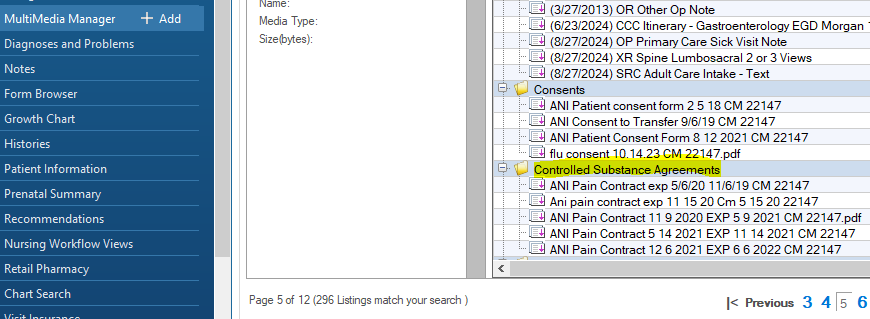 MultiMedia Manager + Add
Diagnoses and Problems
Notes
Form Browser
Growth Chart
Histories
Patient Information
Prenatal Summary
Recommendations
Nursing Workflow Views
Retail Pharmacy
Chart Search
Visit Insurance
Name:
Media Type:
Size(bytes):
(3/27/2013) OR Other Op Note
(6/23/2024) CCC Itinerary - Gastroenterology EGD Morgan 1
(8/27/2024) OP Primary Care Sick Visit Note
(8/27/2024) XR Spine Lumbosacral 2 or 3 Views
(8/27/2024) SRC Adult Care Intake - Text
Consents
ANI Patient consent form 2 5 18 CM 22147
ANI Consent to Transfer 9/6/19 CM 22147
ANI Patient Consent Form 8 12 2021 CM 22147
flu consent 10.14.23 CM 22147.pdf
Controlled Substance Agreements
ANI Pain Contract exp 5/6/20 11/6/19 CM 22147
Ani pain contract exp 11 15 20 Cm 5 15 20 22147
ANI Pain Contract 11 9 2020 EXP 5 9 2021 CM 22147.pdf
ANI Pain Contract 5 14 2021 EXP 11 14 2021 CM 22147
ANI Pain Contract 12 6 2021 EXP 6 6 2022 CM 22147
Page 5 of 12 (296 Listings match your search )
|< Previous 3 4 5 6